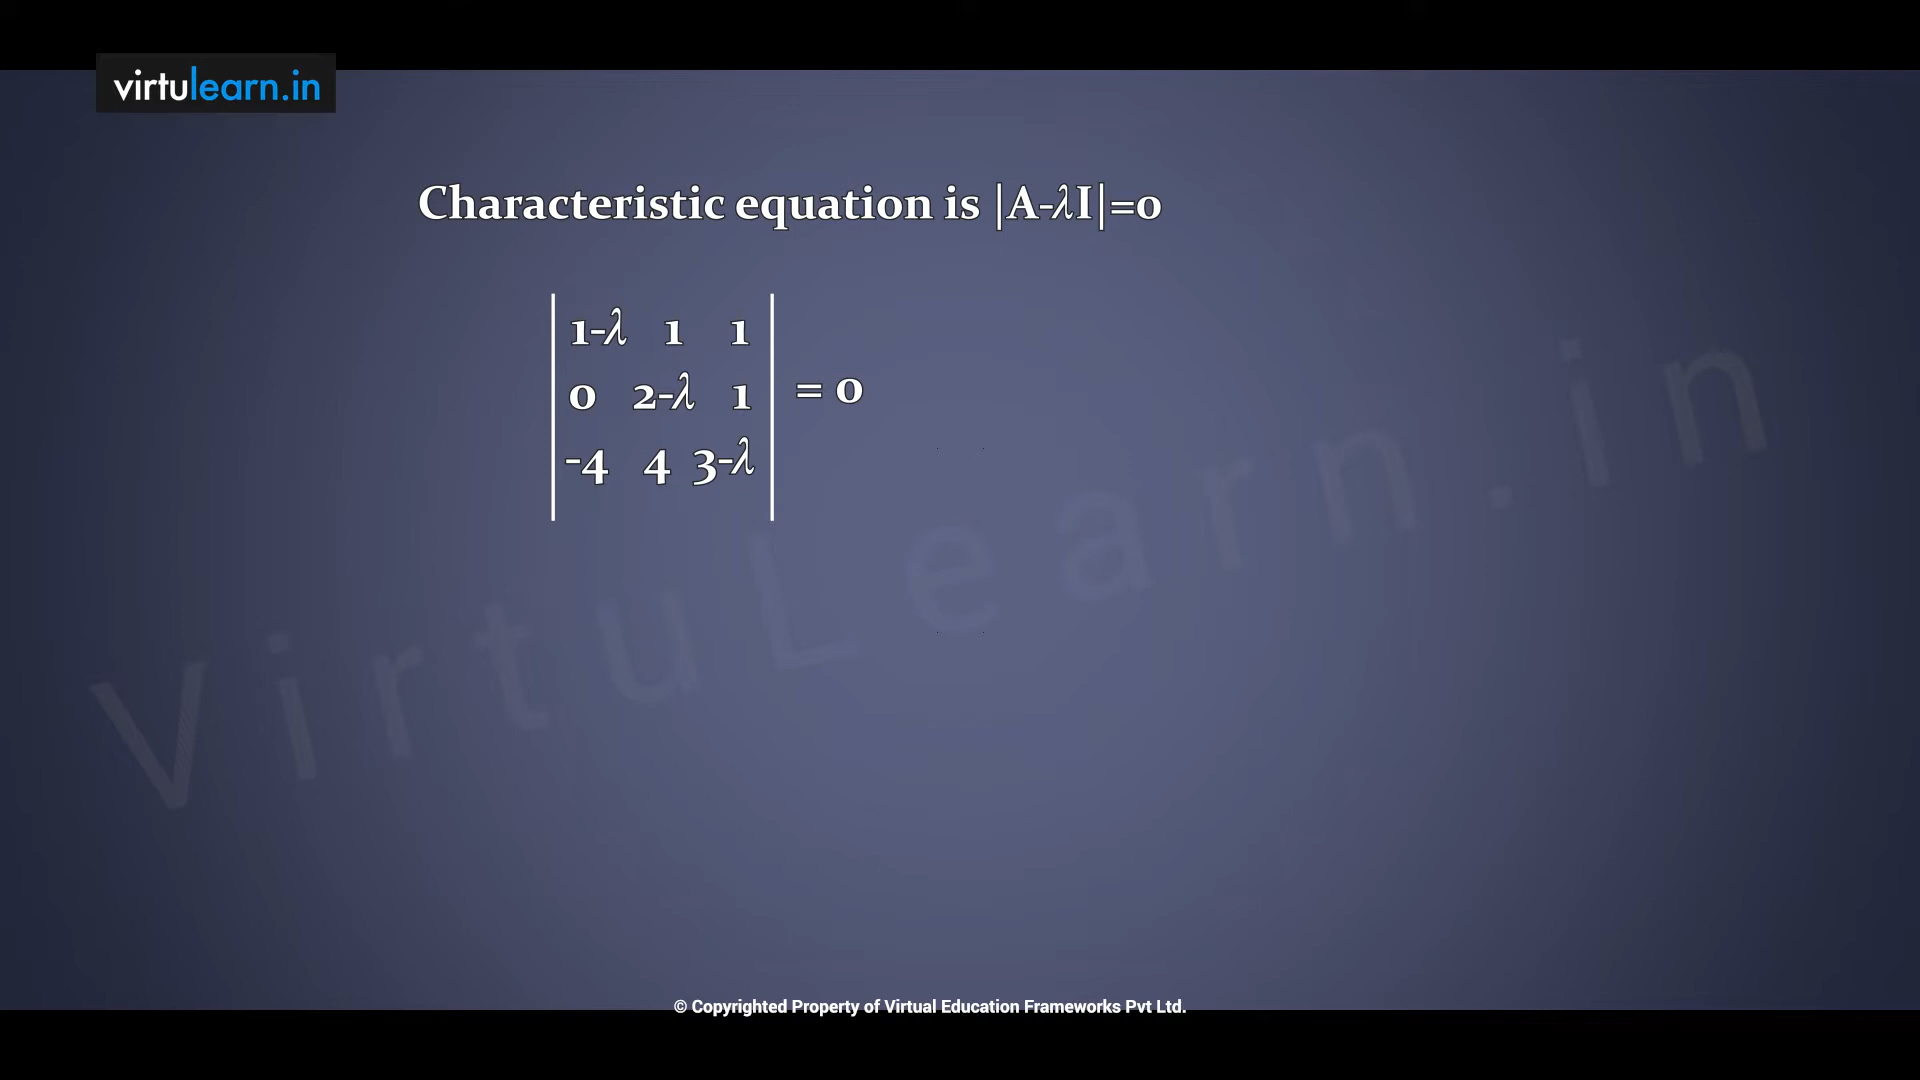 virtulearn.in
Characteristic equation is |A-λI|=0
1-λ 1 1
0 2-λ 1 = 0
-4 4 3-λ
VirtuLearn.in
© Copyrighted Property of Virtual Education Frameworks Pvt Ltd.